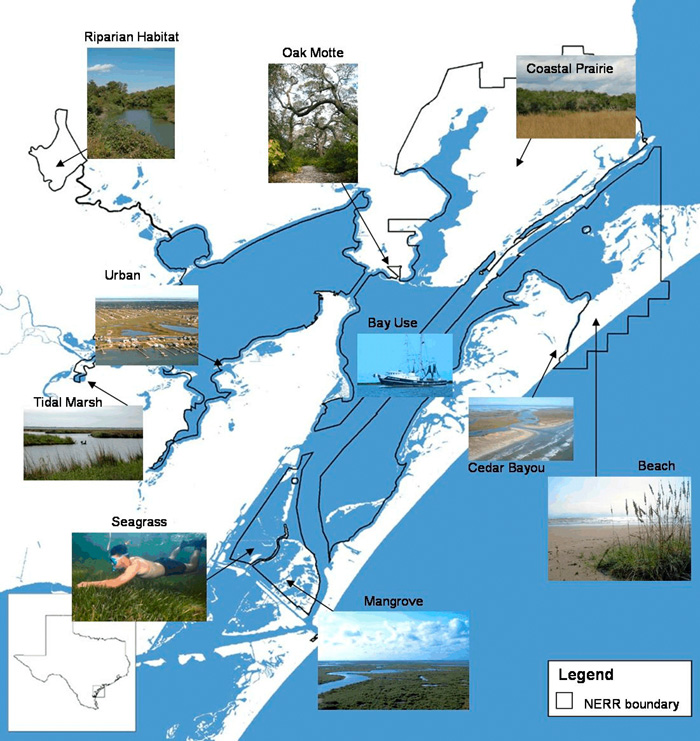 Riparian Habitat
Oak Motte
Coastal Prairie
Urban
Bay Use
Tidal Marsh
Cedar Bayou
Beach
Seagrass
Mangrove
Legend
NERR boundary